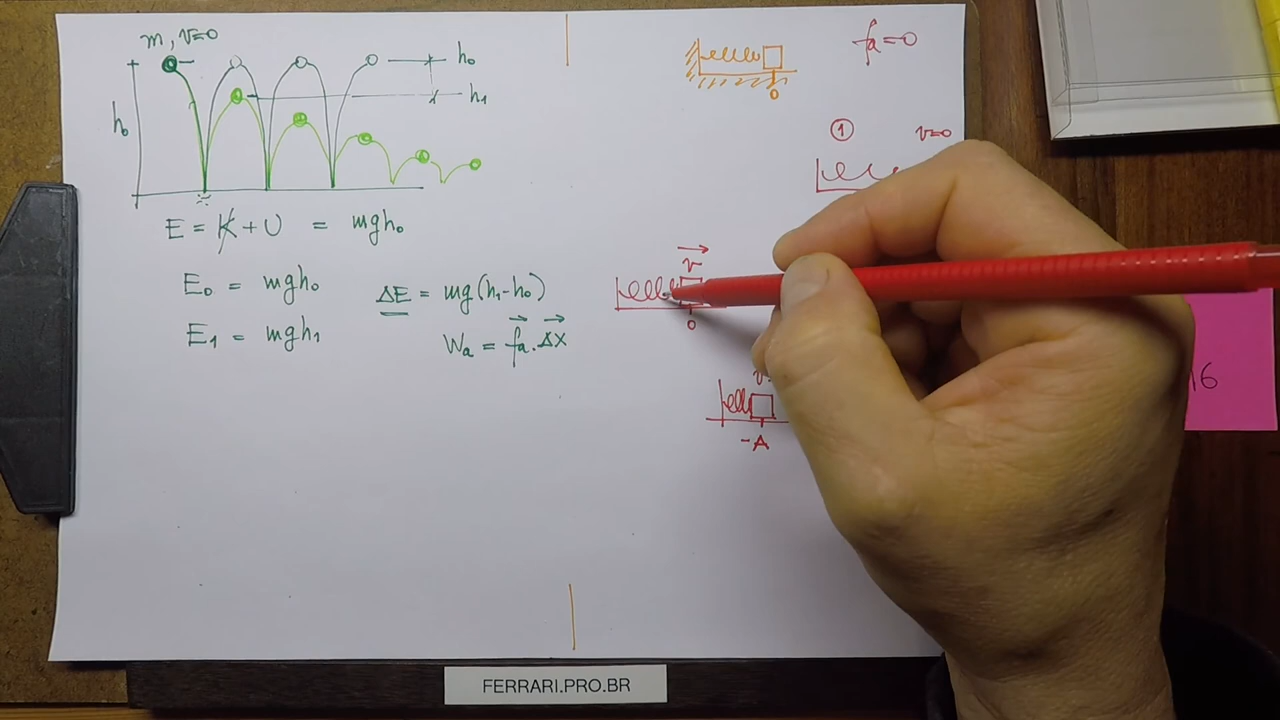 m, v=0
h₀
h₁
h₀
E = K + U = mgh₀
E₀ = mgh₀
ΔE = mg(h₁-h₀)
E₁ = mgh₁
Wₐ = fₐ . Δx
0
fₐ=0
①
v=0
v
0
-A
16
FERRARI.PRO.BR